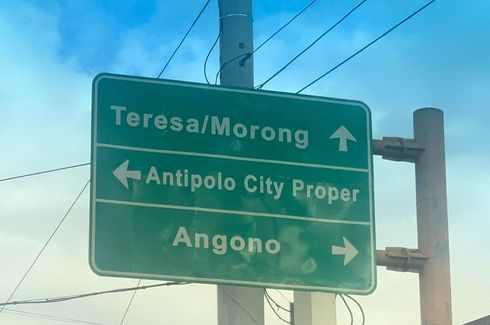 Teresa/Morong
Antipolo City Proper
Angono